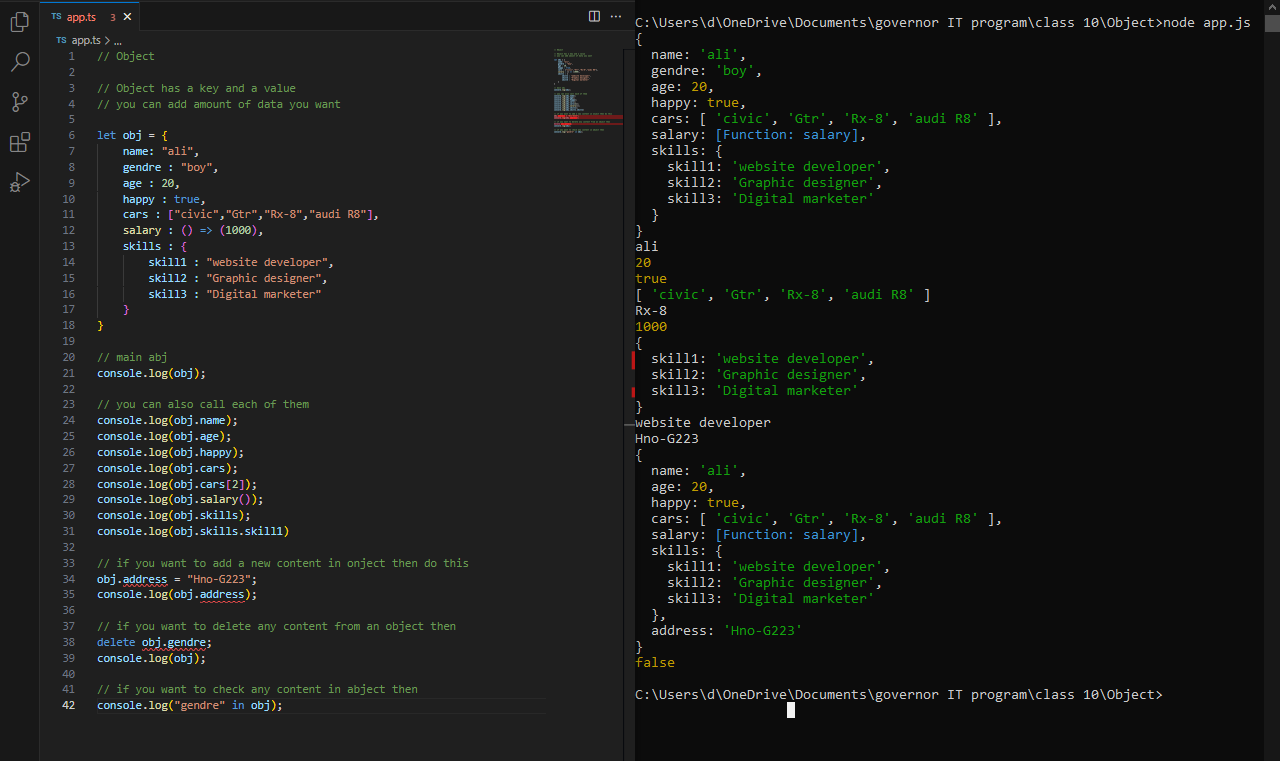 TS app.ts 3 ×
TS app.ts > ...
1 // Object
2
3 // Object has a key and a value
4 // you can add amount of data you want
5
6 let obj = {
7 name: "ali",
8 gendre : "boy",
9 age : 20,
10 happy : true,
11 cars : ["civic","Gtr","Rx-8","audi R8"],
12 salary : () => (1000),
13 skills : {
14 skill1 : "website developer",
15 skill2 : "Graphic designer",
16 skill3 : "Digital marketer"
17 }
18 }
19
20 // main abj
21 console.log(obj);
22
23 // you can also call each of them
24 console.log(obj.name);
25 console.log(obj.age);
26 console.log(obj.happy);
27 console.log(obj.cars);
28 console.log(obj.cars[2]);
29 console.log(obj.salary());
30 console.log(obj.skills);
31 console.log(obj.skills.skill1)
32
33 // if you want to add a new content in onject then do this
34 obj.address = "Hno-G223";
35 console.log(obj.address);
36
37 // if you want to delete any content from an object then
38 delete obj.gendre;
39 console.log(obj);
40
41 // if you want to check any content in abject then
42 console.log("gendre" in obj);
C:\Users\d\OneDrive\Documents\governor IT program\class 10\Object>node app.js
{
name: 'ali',
gendre: 'boy',
age: 20,
happy: true,
cars: [ 'civic', 'Gtr', 'Rx-8', 'audi R8' ],
salary: [Function: salary],
skills: {
skill1: 'website developer',
skill2: 'Graphic designer',
skill3: 'Digital marketer'
}
}
ali
20
true
[ 'civic', 'Gtr', 'Rx-8', 'audi R8' ]
Rx-8
1000
{
skill1: 'website developer',
skill2: 'Graphic designer',
skill3: 'Digital marketer'
}
website developer
Hno-G223
{
name: 'ali',
age: 20,
happy: true,
cars: [ 'civic', 'Gtr', 'Rx-8', 'audi R8' ],
salary: [Function: salary],
skills: {
skill1: 'website developer',
skill2: 'Graphic designer',
skill3: 'Digital marketer'
},
address: 'Hno-G223'
}
false
C:\Users\d\OneDrive\Documents\governor IT program\class 10\Object>